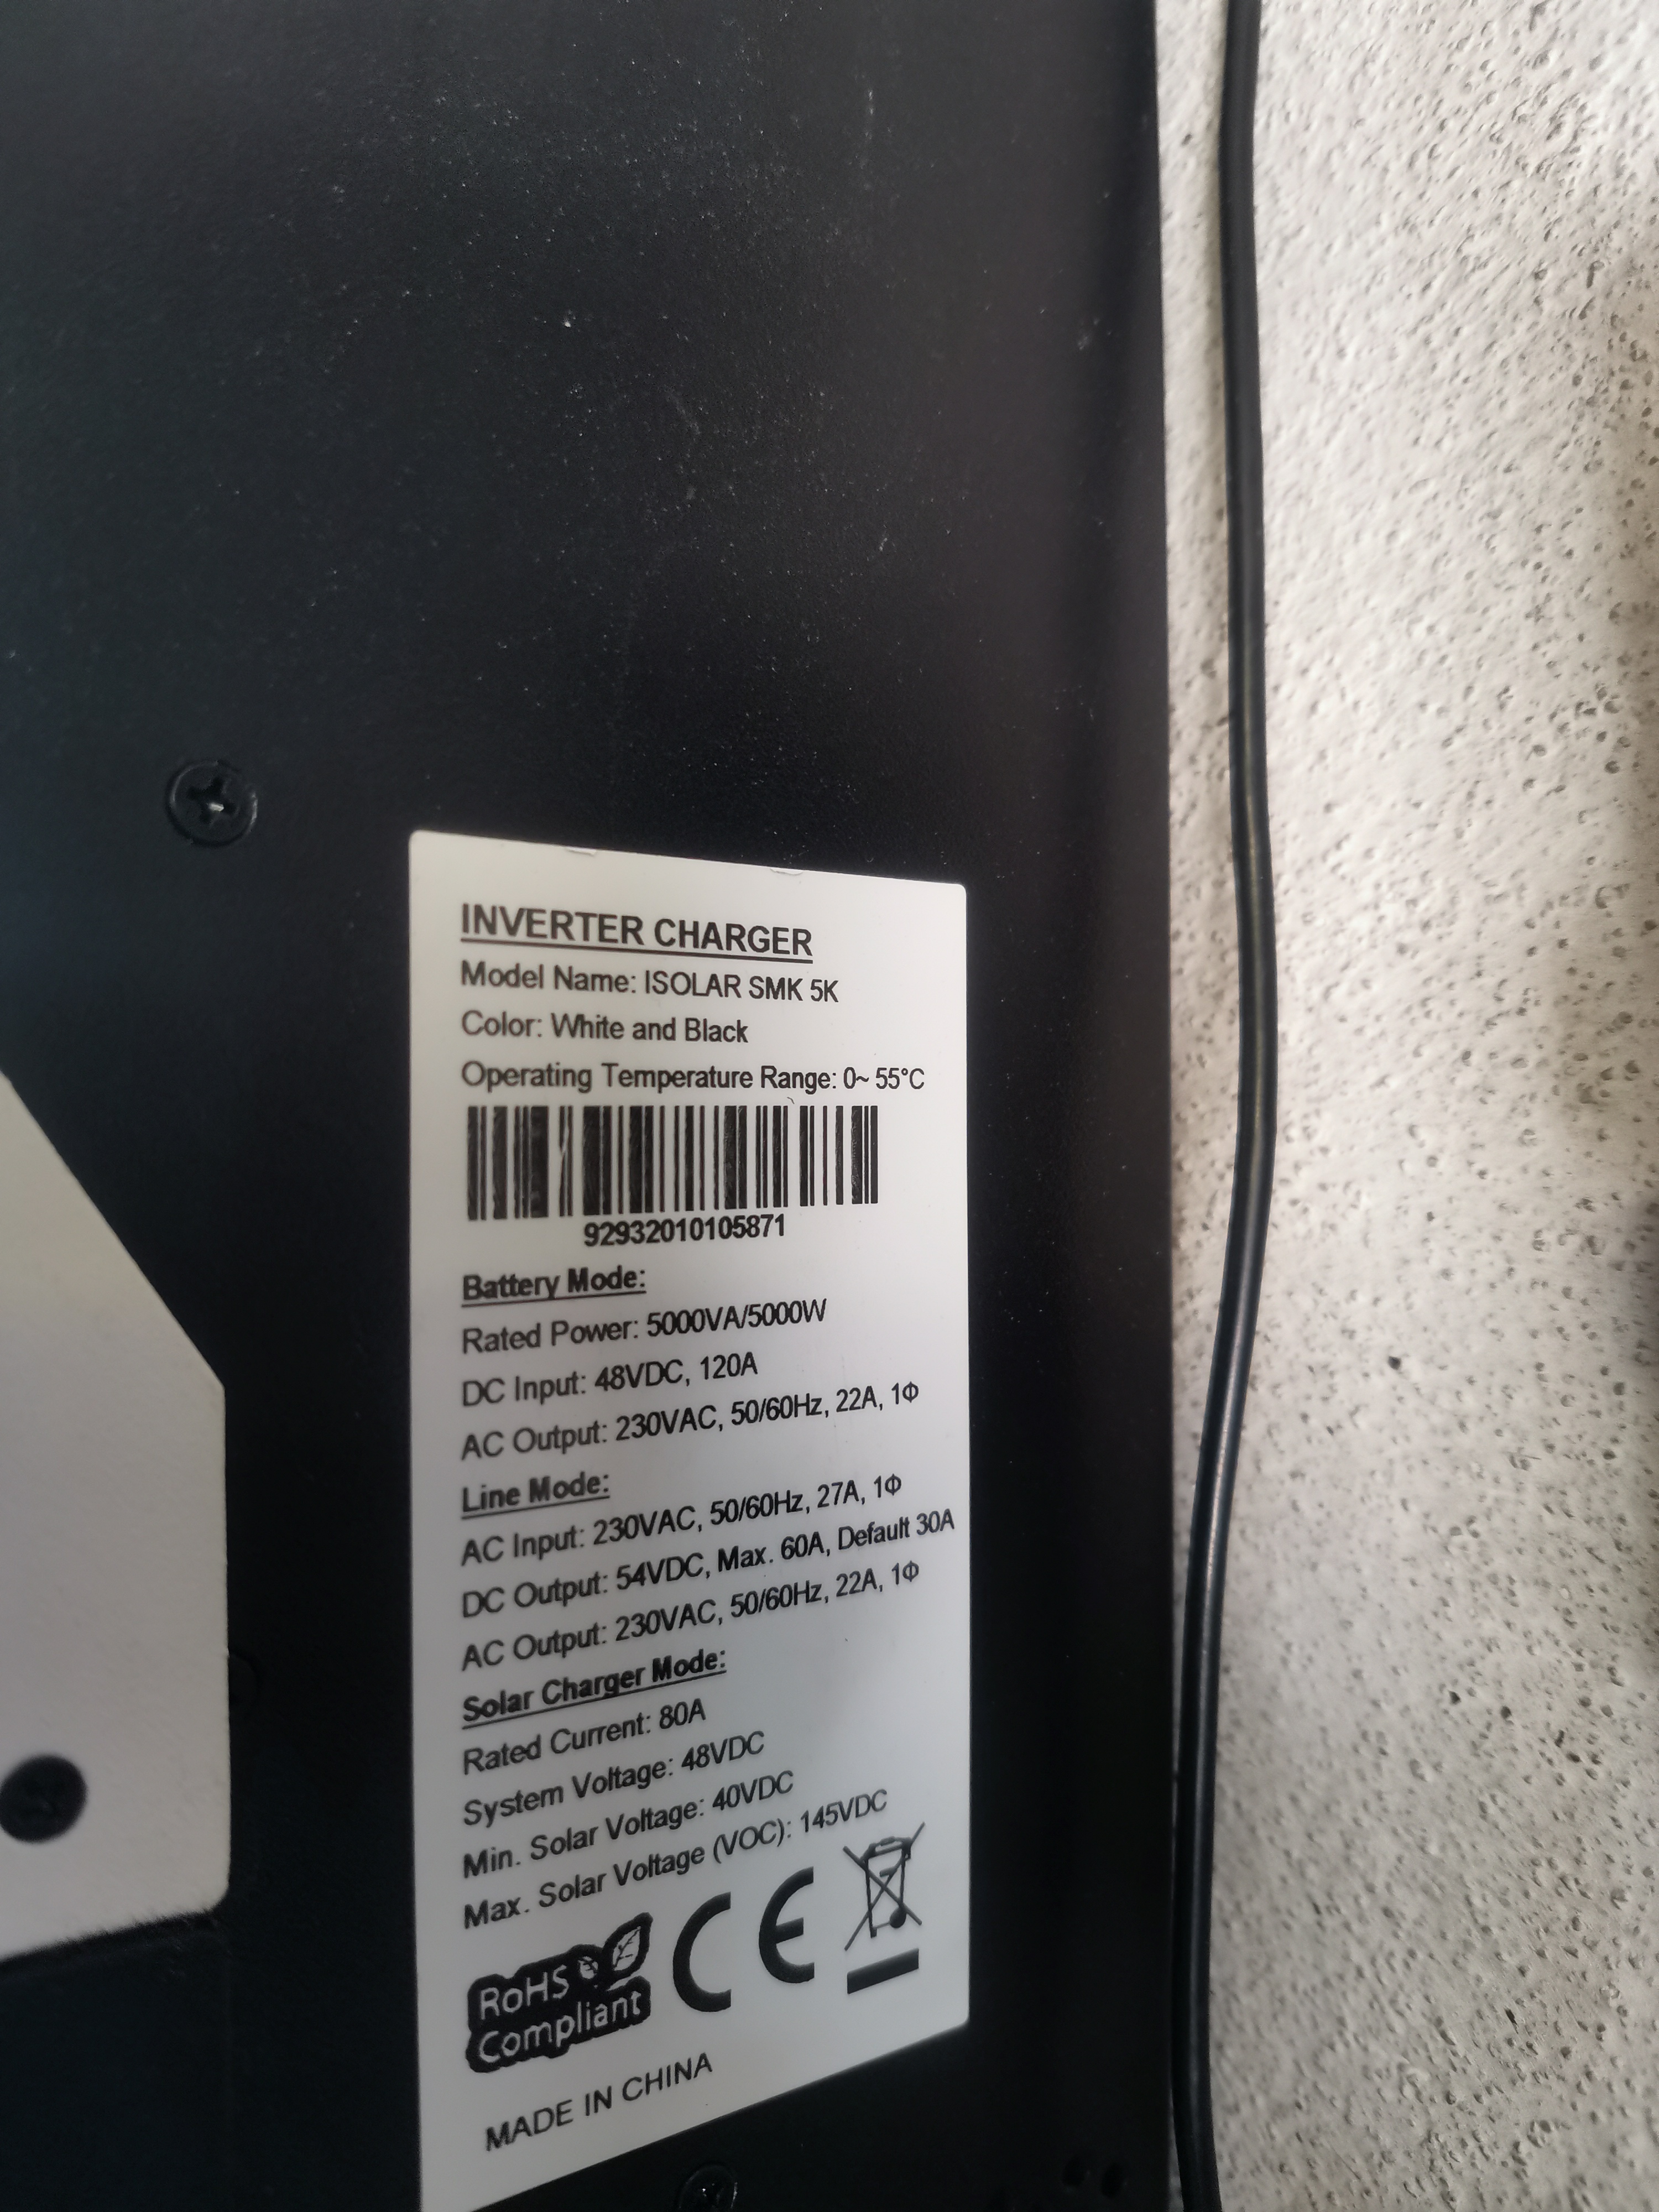 INVERTER CHARGER
Model Name: ISOLAR SMK 5K
Color: White and Black
Operating Temperature Range: 0~ 55°C
92932010105871
Battery Mode:
Rated Power: 5000VA/5000W
DC Input: 48VDC, 120A
AC Output: 230VAC, 50/60Hz, 22A, 1Φ
Line Mode:
AC Input: 230VAC, 50/60Hz, 27A, 1Φ
DC Output: 54VDC, Max. 60A, Default 30A
AC Output: 230VAC, 50/60Hz, 22A, 1Φ
Solar Charger Mode:
Rated Current: 80A
System Voltage: 48VDC
Min. Solar Voltage: 40VDC
Max. Solar Voltage (VOC): 145VDC
RoHS
Compliant
CE
MADE IN CHINA